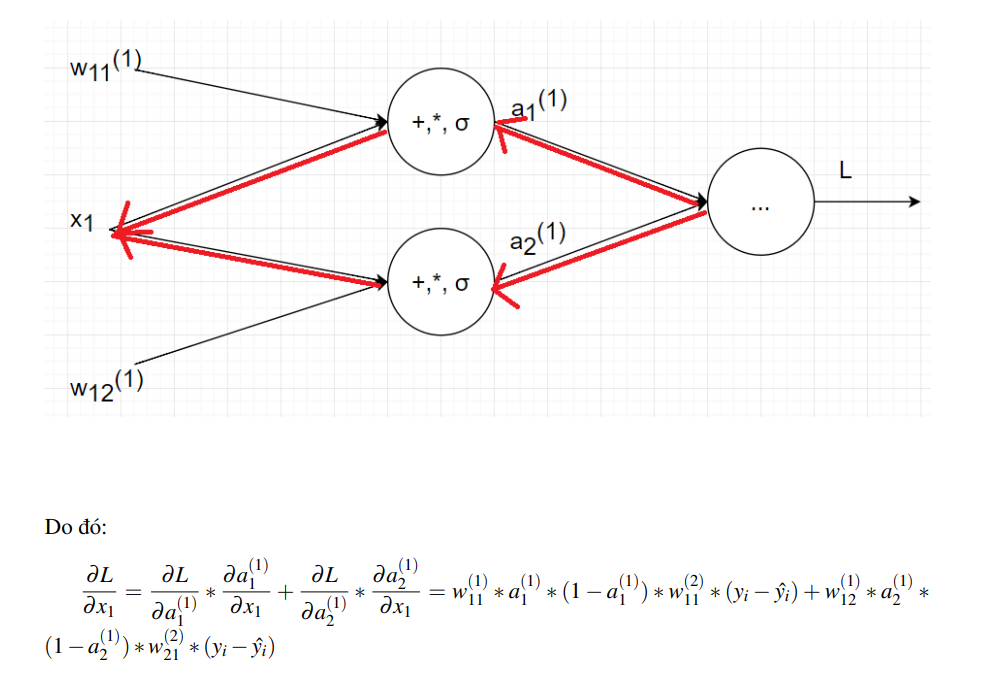 w11(1)
+,*, σ
a1(1)
L
x1
...
a2(1)
+,*, σ
w12(1)
Do đó:
∂L/∂x₁ = ∂L/∂a₁⁽¹⁾ * ∂a₁⁽¹⁾/∂x₁ + ∂L/∂a₂⁽¹⁾ * ∂a₂⁽¹⁾/∂x₁ = w₁₁⁽¹⁾ * a₁⁽¹⁾ * (1 − a₁⁽¹⁾) * w₁₁⁽²⁾ * (yᵢ − ŷᵢ) + w₁₂⁽¹⁾ * a₂⁽¹⁾ *
(1 − a₂⁽¹⁾) * w₂₁⁽²⁾ * (yᵢ − ŷᵢ)